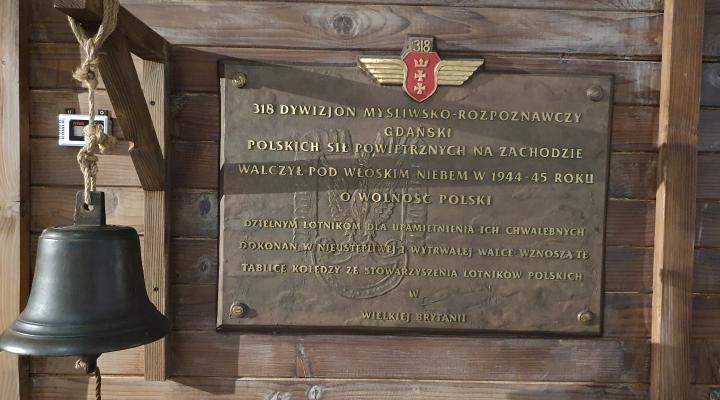 318
318 DYWIZJON MYŚLIWSKO-ROZPOZNAWCZY
GDAŃSKI
POLSKICH SIŁ POWIETRZNYCH NA ZACHODZIE
WALCZYŁ POD WŁOSKIM NIEBEM W 1944-45 ROKU
O WOLNOŚĆ POLSKI
DZIELNYM LOTNIKOM DLA UPAMIĘTNIENIA ICH CHWALEBNYCH
DOKONAŃ W NIEUSTĘPLIWEJ I WYTRWAŁEJ WALCE WZNOSZĄ TE
TABLICE KOLEDZY ZE STOWARZYSZENIA LOTNIKÓW POLSKICH
W
WIELKIEJ BRYTANII